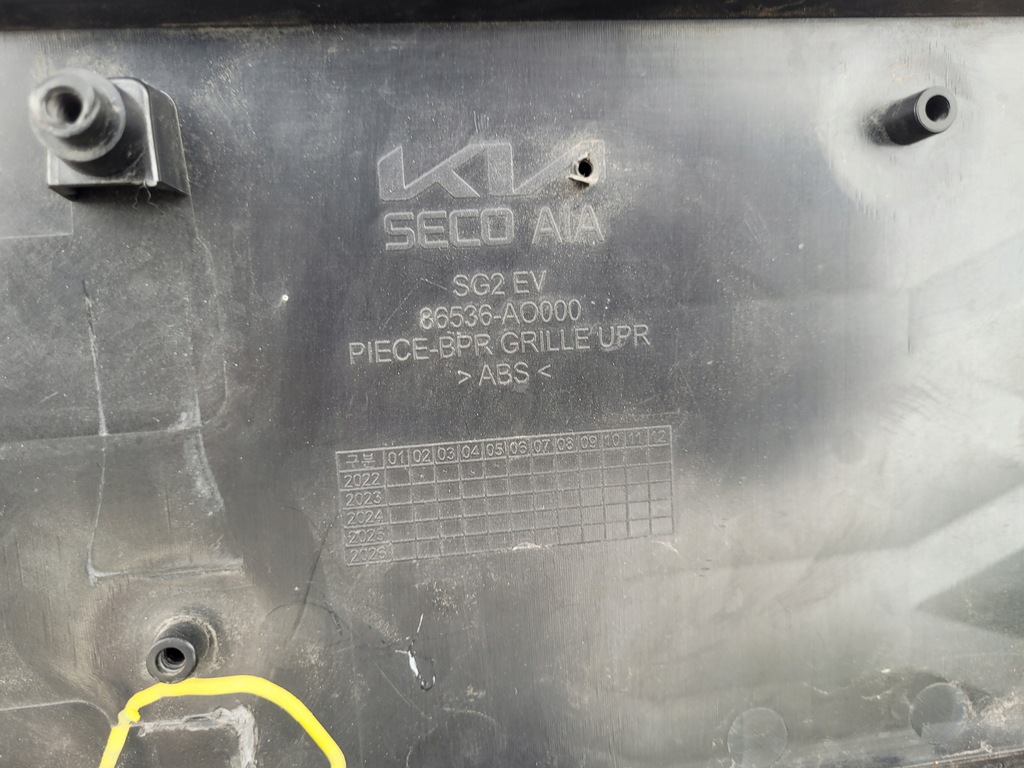 KIA
SECO AIA
SG2 EV
86536-AO000
PIECE-BPR GRILLE UPR
> ABS <
구분 01 02 03 04 05 06 07 08 09 10 11 12
2022
2023
2024
2025
2026